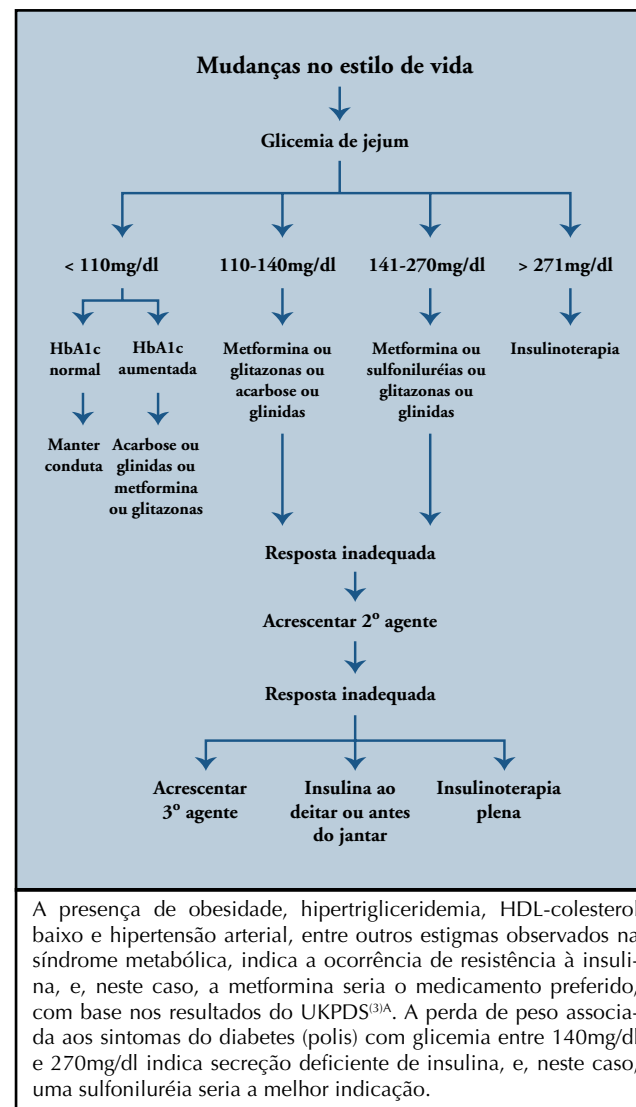 Mudanças no estilo de vida
Glicemia de jejum
< 110mg/dl
110-140mg/dl
141-270mg/dl
> 271mg/dl
HbA1c
normal
HbA1c
aumentada
Metformina ou
glitazonas ou
acarbose ou
glinidas
Metformina ou
sulfoniluréias ou
glitazonas ou
glinidas
Insulinoterapia
Manter
conduta
Acarbose ou
glinidas ou
metformina
ou glitazonas
Resposta inadequada
Acrescentar 2º agente
Resposta inadequada
Acrescentar
3º agente
Insulina ao
deitar ou antes
do jantar
Insulinoterapia
plena
A presença de obesidade, hipertrigliceridemia, HDL-colesterol
baixo e hipertensão arterial, entre outros estigmas observados na
síndrome metabólica, indica a ocorrência de resistência à insuli-
na, e, neste caso, a metformina seria o medicamento preferido,
com base nos resultados do UKPDS(3)A. A perda de peso associa-
da aos sintomas do diabetes (polis) com glicemia entre 140mg/dl
e 270mg/dl indica secreção deficiente de insulina, e, neste caso,
uma sulfoniluréia seria a melhor indicação.